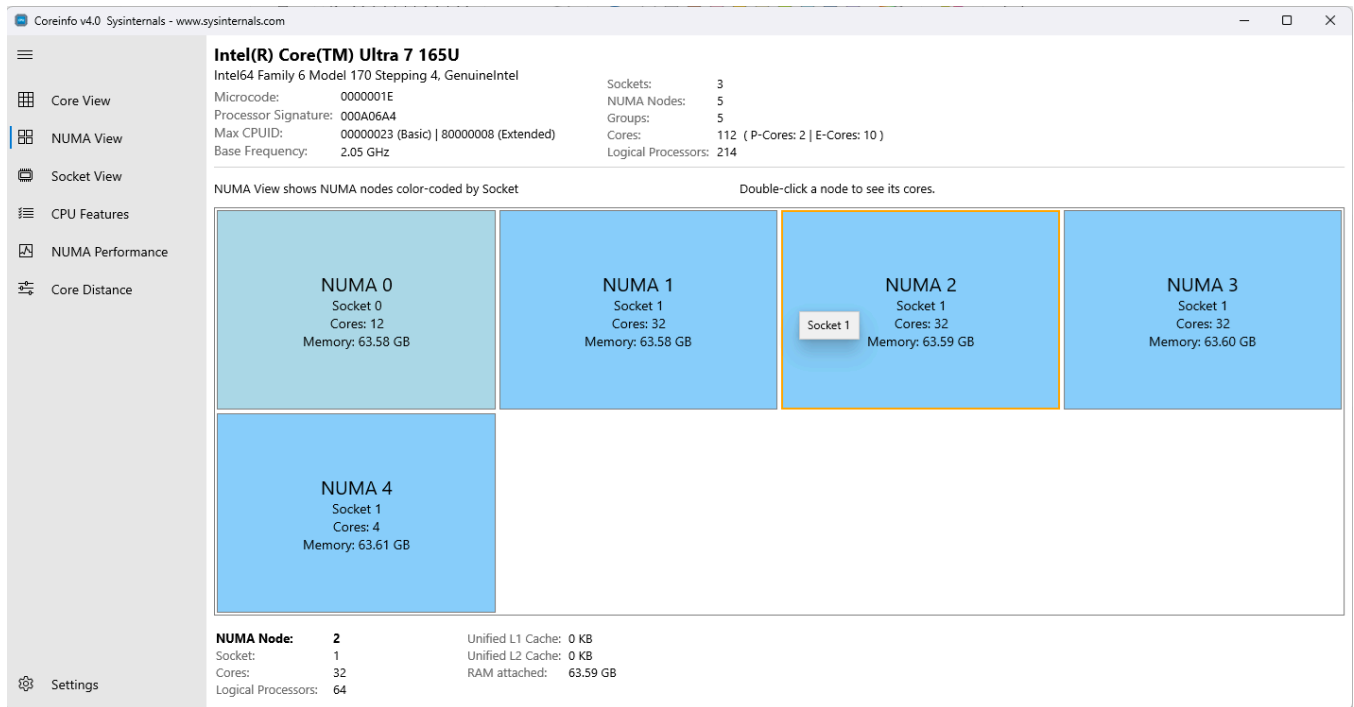 Coreinfo v4.0 Sysinternals - www.sysinternals.com
Core View
NUMA View
Socket View
CPU Features
NUMA Performance
Core Distance
Settings
Intel(R) Core(TM) Ultra 7 165U
Intel64 Family 6 Model 170 Stepping 4, GenuineIntel
Microcode: 0000001E
Processor Signature: 000A06A4
Max CPUID: 00000023 (Basic) | 80000008 (Extended)
Base Frequency: 2.05 GHz
Sockets: 3
NUMA Nodes: 5
Groups: 5
Cores: 112 ( P-Cores: 2 | E-Cores: 10 )
Logical Processors: 214
NUMA View shows NUMA nodes color-coded by Socket
Double-click a node to see its cores.
NUMA 0
Socket 0
Cores: 12
Memory: 63.58 GB
NUMA 1
Socket 1
Cores: 32
Memory: 63.58 GB
NUMA 2
Socket 1
Cores: 32
Memory: 63.59 GB
Socket 1
NUMA 3
Socket 1
Cores: 32
Memory: 63.60 GB
NUMA 4
Socket 1
Cores: 4
Memory: 63.61 GB
NUMA Node: 2
Socket: 1
Cores: 32
Logical Processors: 64
Unified L1 Cache: 0 KB
Unified L2 Cache: 0 KB
RAM attached: 63.59 GB